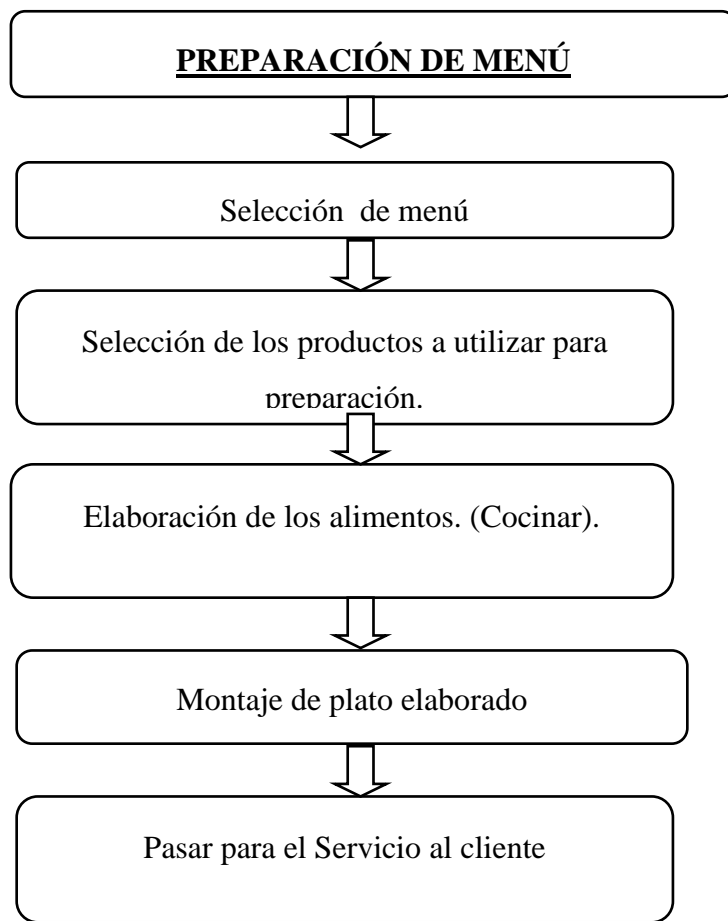 PREPARACIÓN DE MENÚ
Selección de menú
Selección de los productos a utilizar para
preparación.
Elaboración de los alimentos. (Cocinar).
Montaje de plato elaborado
Pasar para el Servicio al cliente